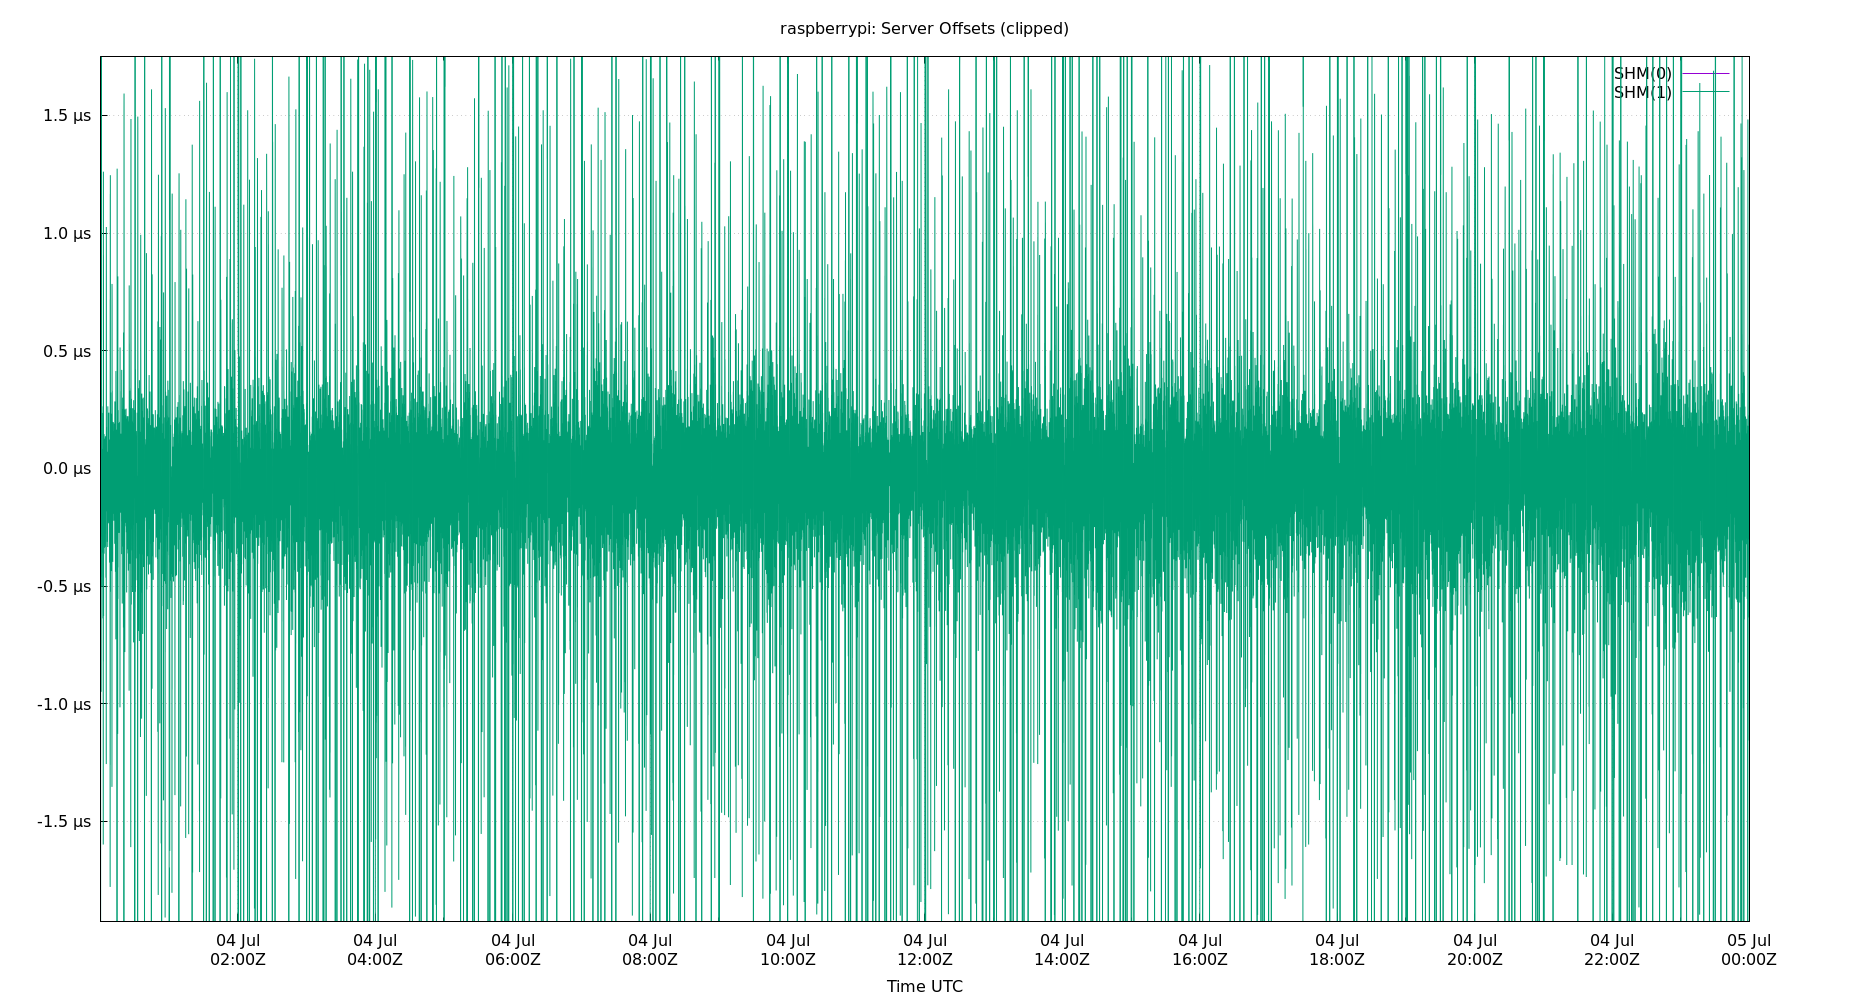 raspberrypi: Server Offsets (clipped)
SHM(0)
SHM(1)
1.5 µs
1.0 µs
0.5 µs
0.0 µs
-0.5 µs
-1.0 µs
-1.5 µs
04 Jul 04 Jul 04 Jul 04 Jul 04 Jul 04 Jul 04 Jul 04 Jul 04 Jul 04 Jul 04 Jul 05 Jul
02:00Z 04:00Z 06:00Z 08:00Z 10:00Z 12:00Z 14:00Z 16:00Z 18:00Z 20:00Z 22:00Z 00:00Z
Time UTC